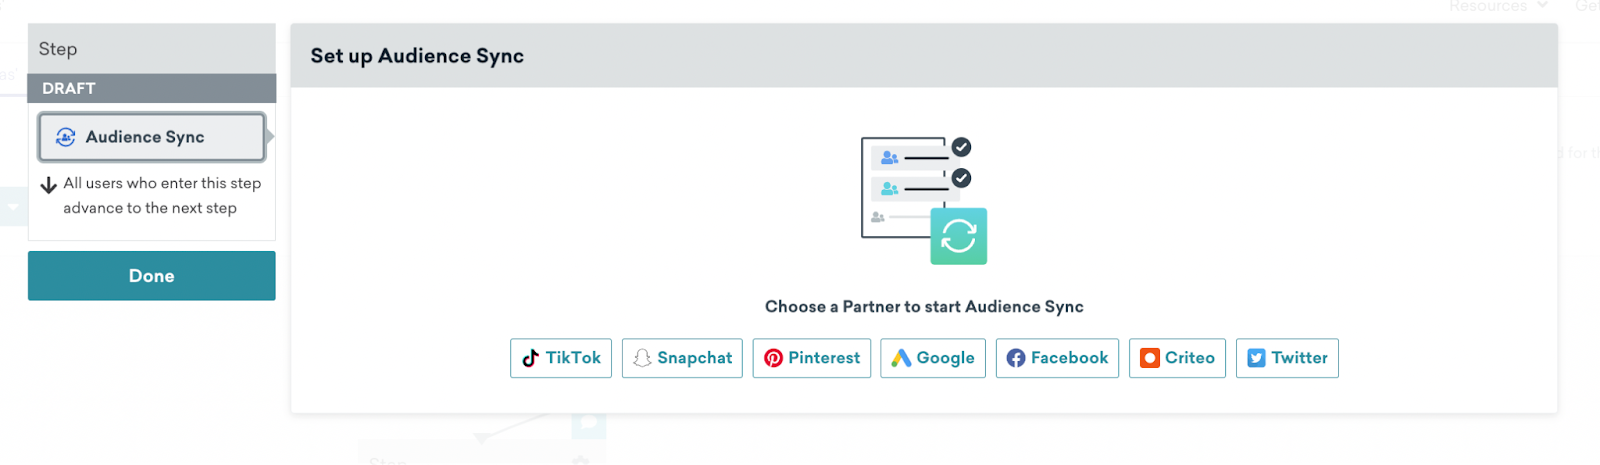 Resources
Step
Set up Audience Sync
DRAFT
Audience Sync
All users who enter this step
advance to the next step
Done
Choose a Partner to start Audience Sync
TikTok
Snapchat
Pinterest
Google
Facebook
Criteo
Twitter